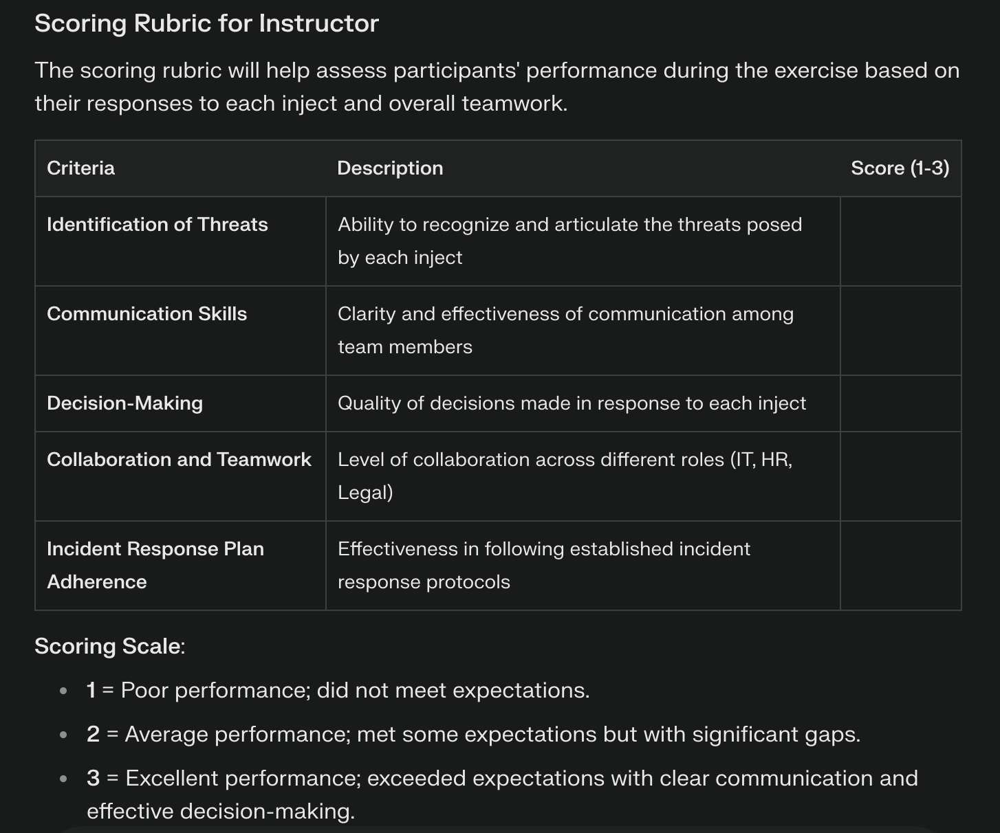 Scoring Rubric for Instructor
The scoring rubric will help assess participants' performance during the exercise based on
their responses to each inject and overall teamwork.
Criteria Description Score (1-3)
Identification of Threats Ability to recognize and articulate the threats posed
by each inject
Communication Skills Clarity and effectiveness of communication among
team members
Decision-Making Quality of decisions made in response to each inject
Collaboration and Teamwork Level of collaboration across different roles (IT, HR,
Legal)
Incident Response Plan Effectiveness in following established incident
Adherence response protocols
Scoring Scale:
• 1 = Poor performance; did not meet expectations.
• 2 = Average performance; met some expectations but with significant gaps.
• 3 = Excellent performance; exceeded expectations with clear communication and
effective decision-making.